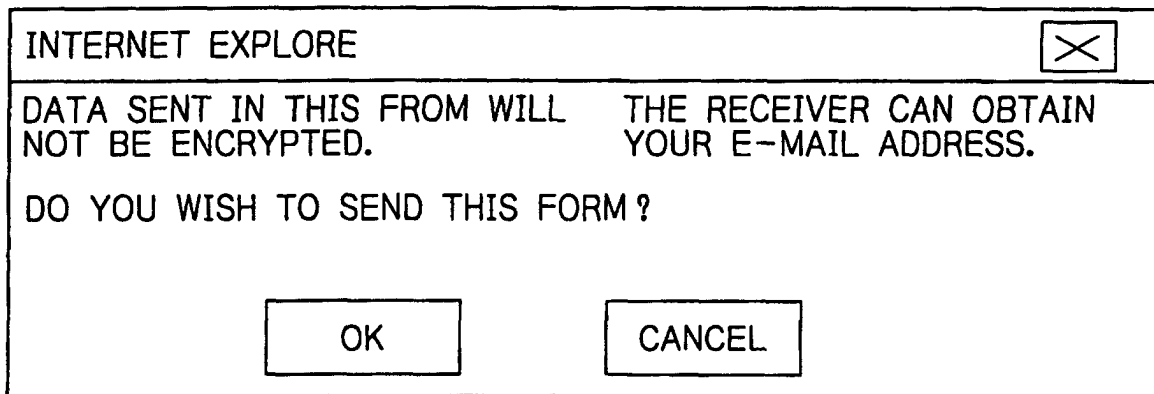 INTERNET EXPLORE
DATA SENT IN THIS FROM WILL
NOT BE ENCRYPTED.
THE RECEIVER CAN OBTAIN
YOUR E-MAIL ADDRESS.
DO YOU WISH TO SEND THIS FORM?
OK
CANCEL